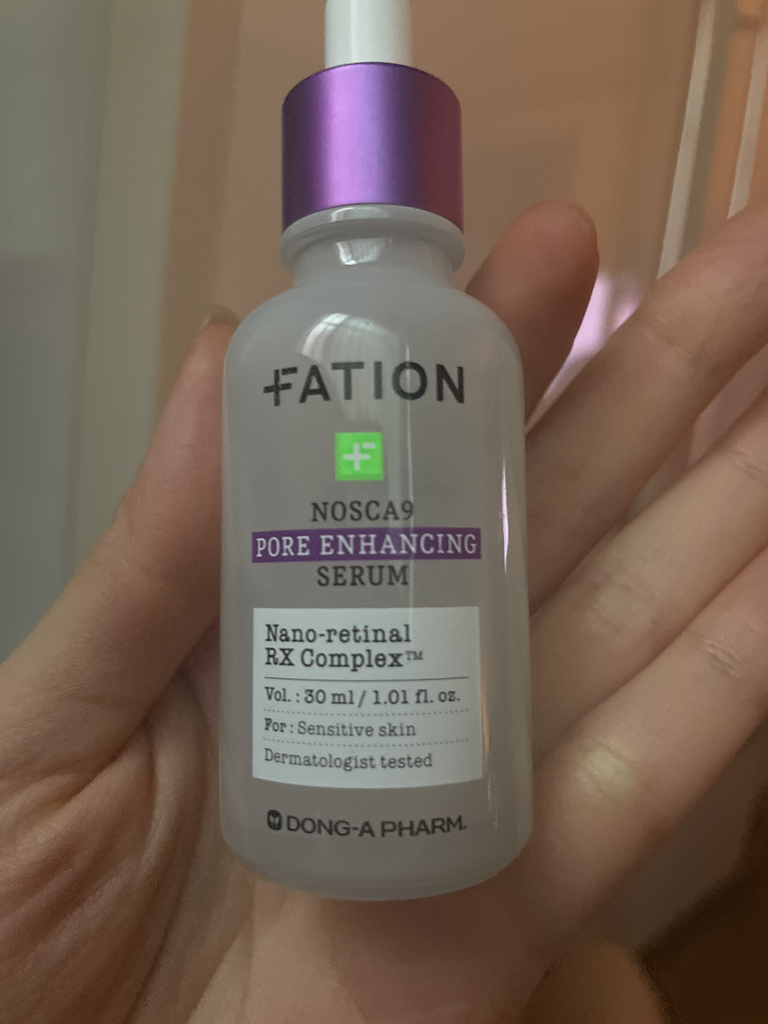 FATION
NOSCA9
PORE ENHANCING
SERUM
Nano-retinal
RX Complex™
Vol. : 30 ml / 1.01 fl. oz.
For : Sensitive skin
Dermatologist tested
DONG-A PHARM.